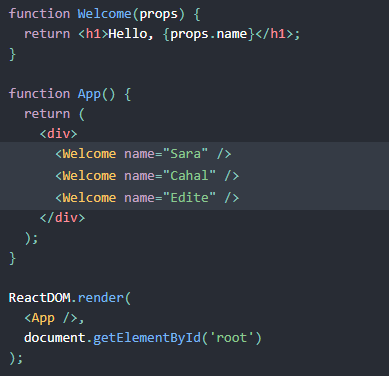 function Welcome(props) {
  return <h1>Hello, {props.name}</h1>;
}

function App() {
  return (
    <div>
      <Welcome name="Sara" />
      <Welcome name="Cahal" />
      <Welcome name="Edite" />
    </div>
  );
}

ReactDOM.render(
  <App />,
  document.getElementById('root')
);